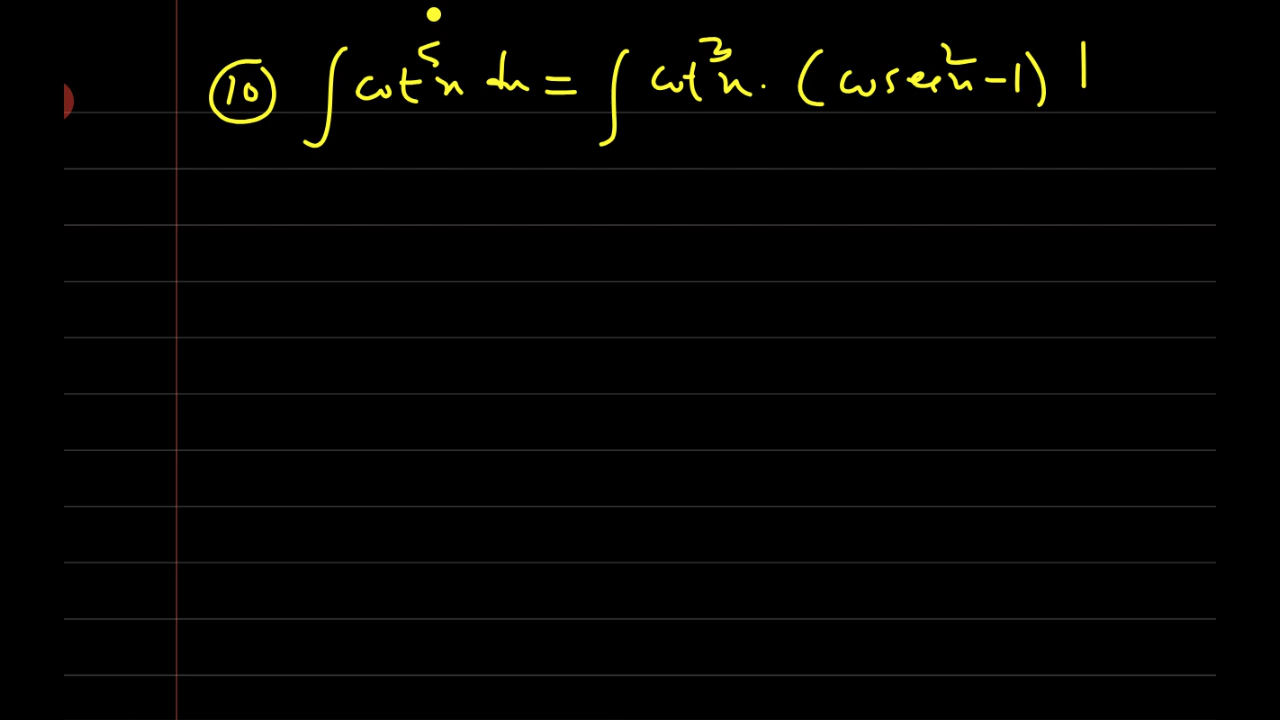 (10) ∫ cot⁵x dx = ∫ cot³x · (cosec²x − 1) |